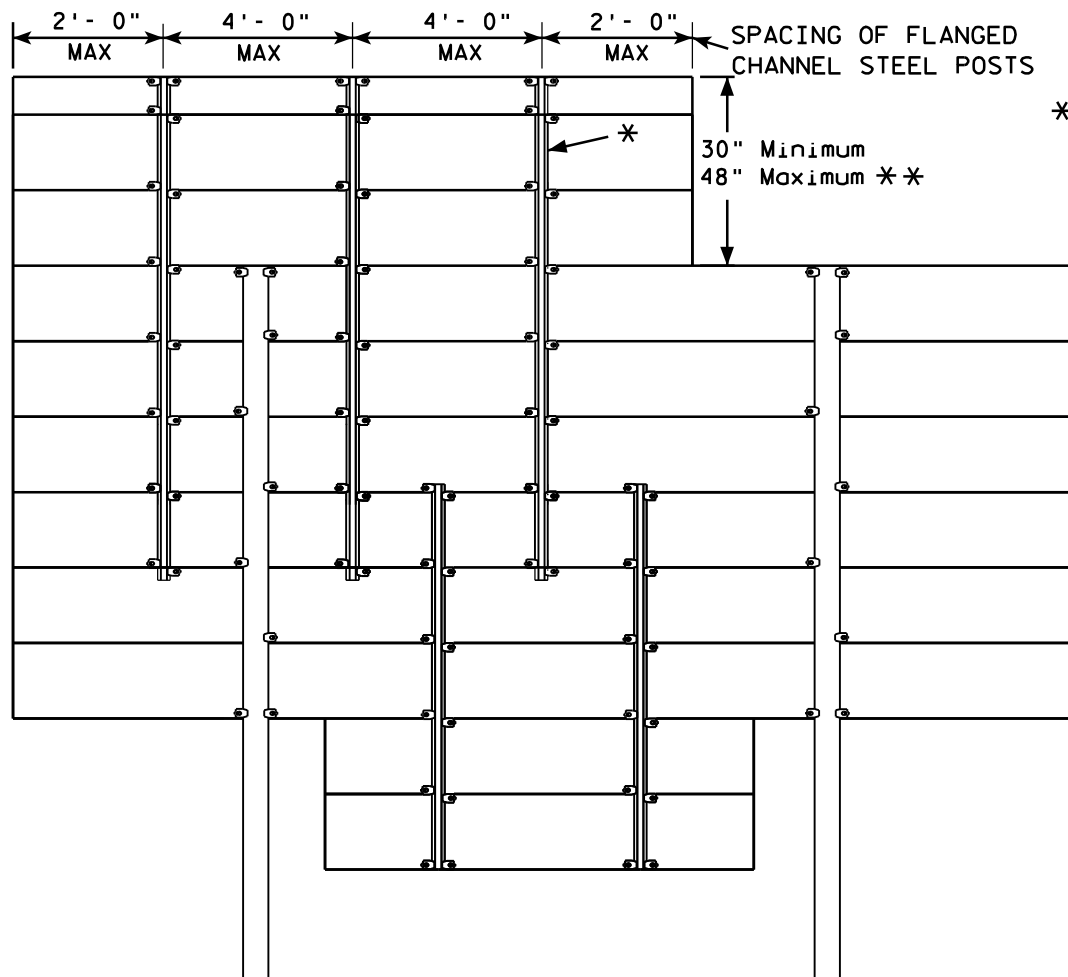 2'- 0" 4'- 0" 4'- 0" 2'- 0"
MAX MAX MAX MAX
SPACING OF FLANGED
CHANNEL STEEL POSTS
*
*
30" Minimum
48" Maximum * *